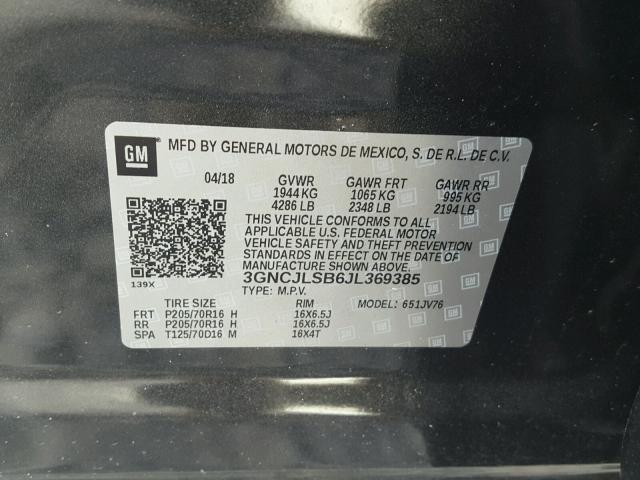 GM
MFD BY GENERAL MOTORS DE MEXICO, S. DE R.L. DE C.V.
04/18 GVWR GAWR FRT GAWR RR
1944 KG 1065 KG 995 KG
4286 LB 2348 LB 2194 LB
THIS VEHICLE CONFORMS TO ALL
APPLICABLE U.S. FEDERAL MOTOR
VEHICLE SAFETY AND THEFT PREVENTION
STANDARDS IN EFFECT ON THE DATE OF
MANUFACTURE SHOWN ABOVE.
139X 3GNCJLSB6JL369385
TYPE: M.P.V.
TIRE SIZE RIM MODEL: 651JV76
FRT P205/70R16 H 16X6.5J
RR P205/70R16 H 16X6.5J
SPA T125/70D16 M 16X4T